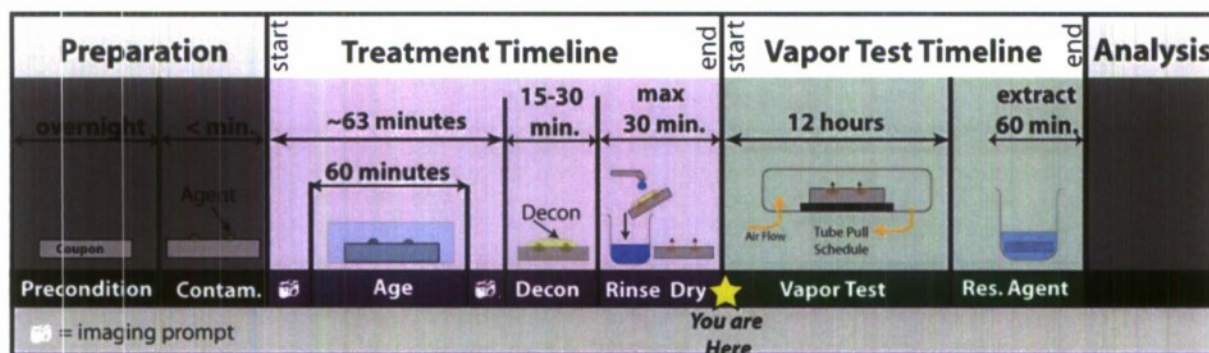 Preparation
start
Treatment Timeline
end
start
Vapor Test Timeline
end
Analysis
overnight
< min.
~63 minutes
15-30
min.
max
30 min.
12 hours
extract
60 min.
60 minutes
Agent
Coupon
Decon
Air Flow
Tube Pull
Schedule
Precondition
Contam.
Age
Decon
Rinse Dry
Vapor Test
Res. Agent
= imaging prompt
You are
Here